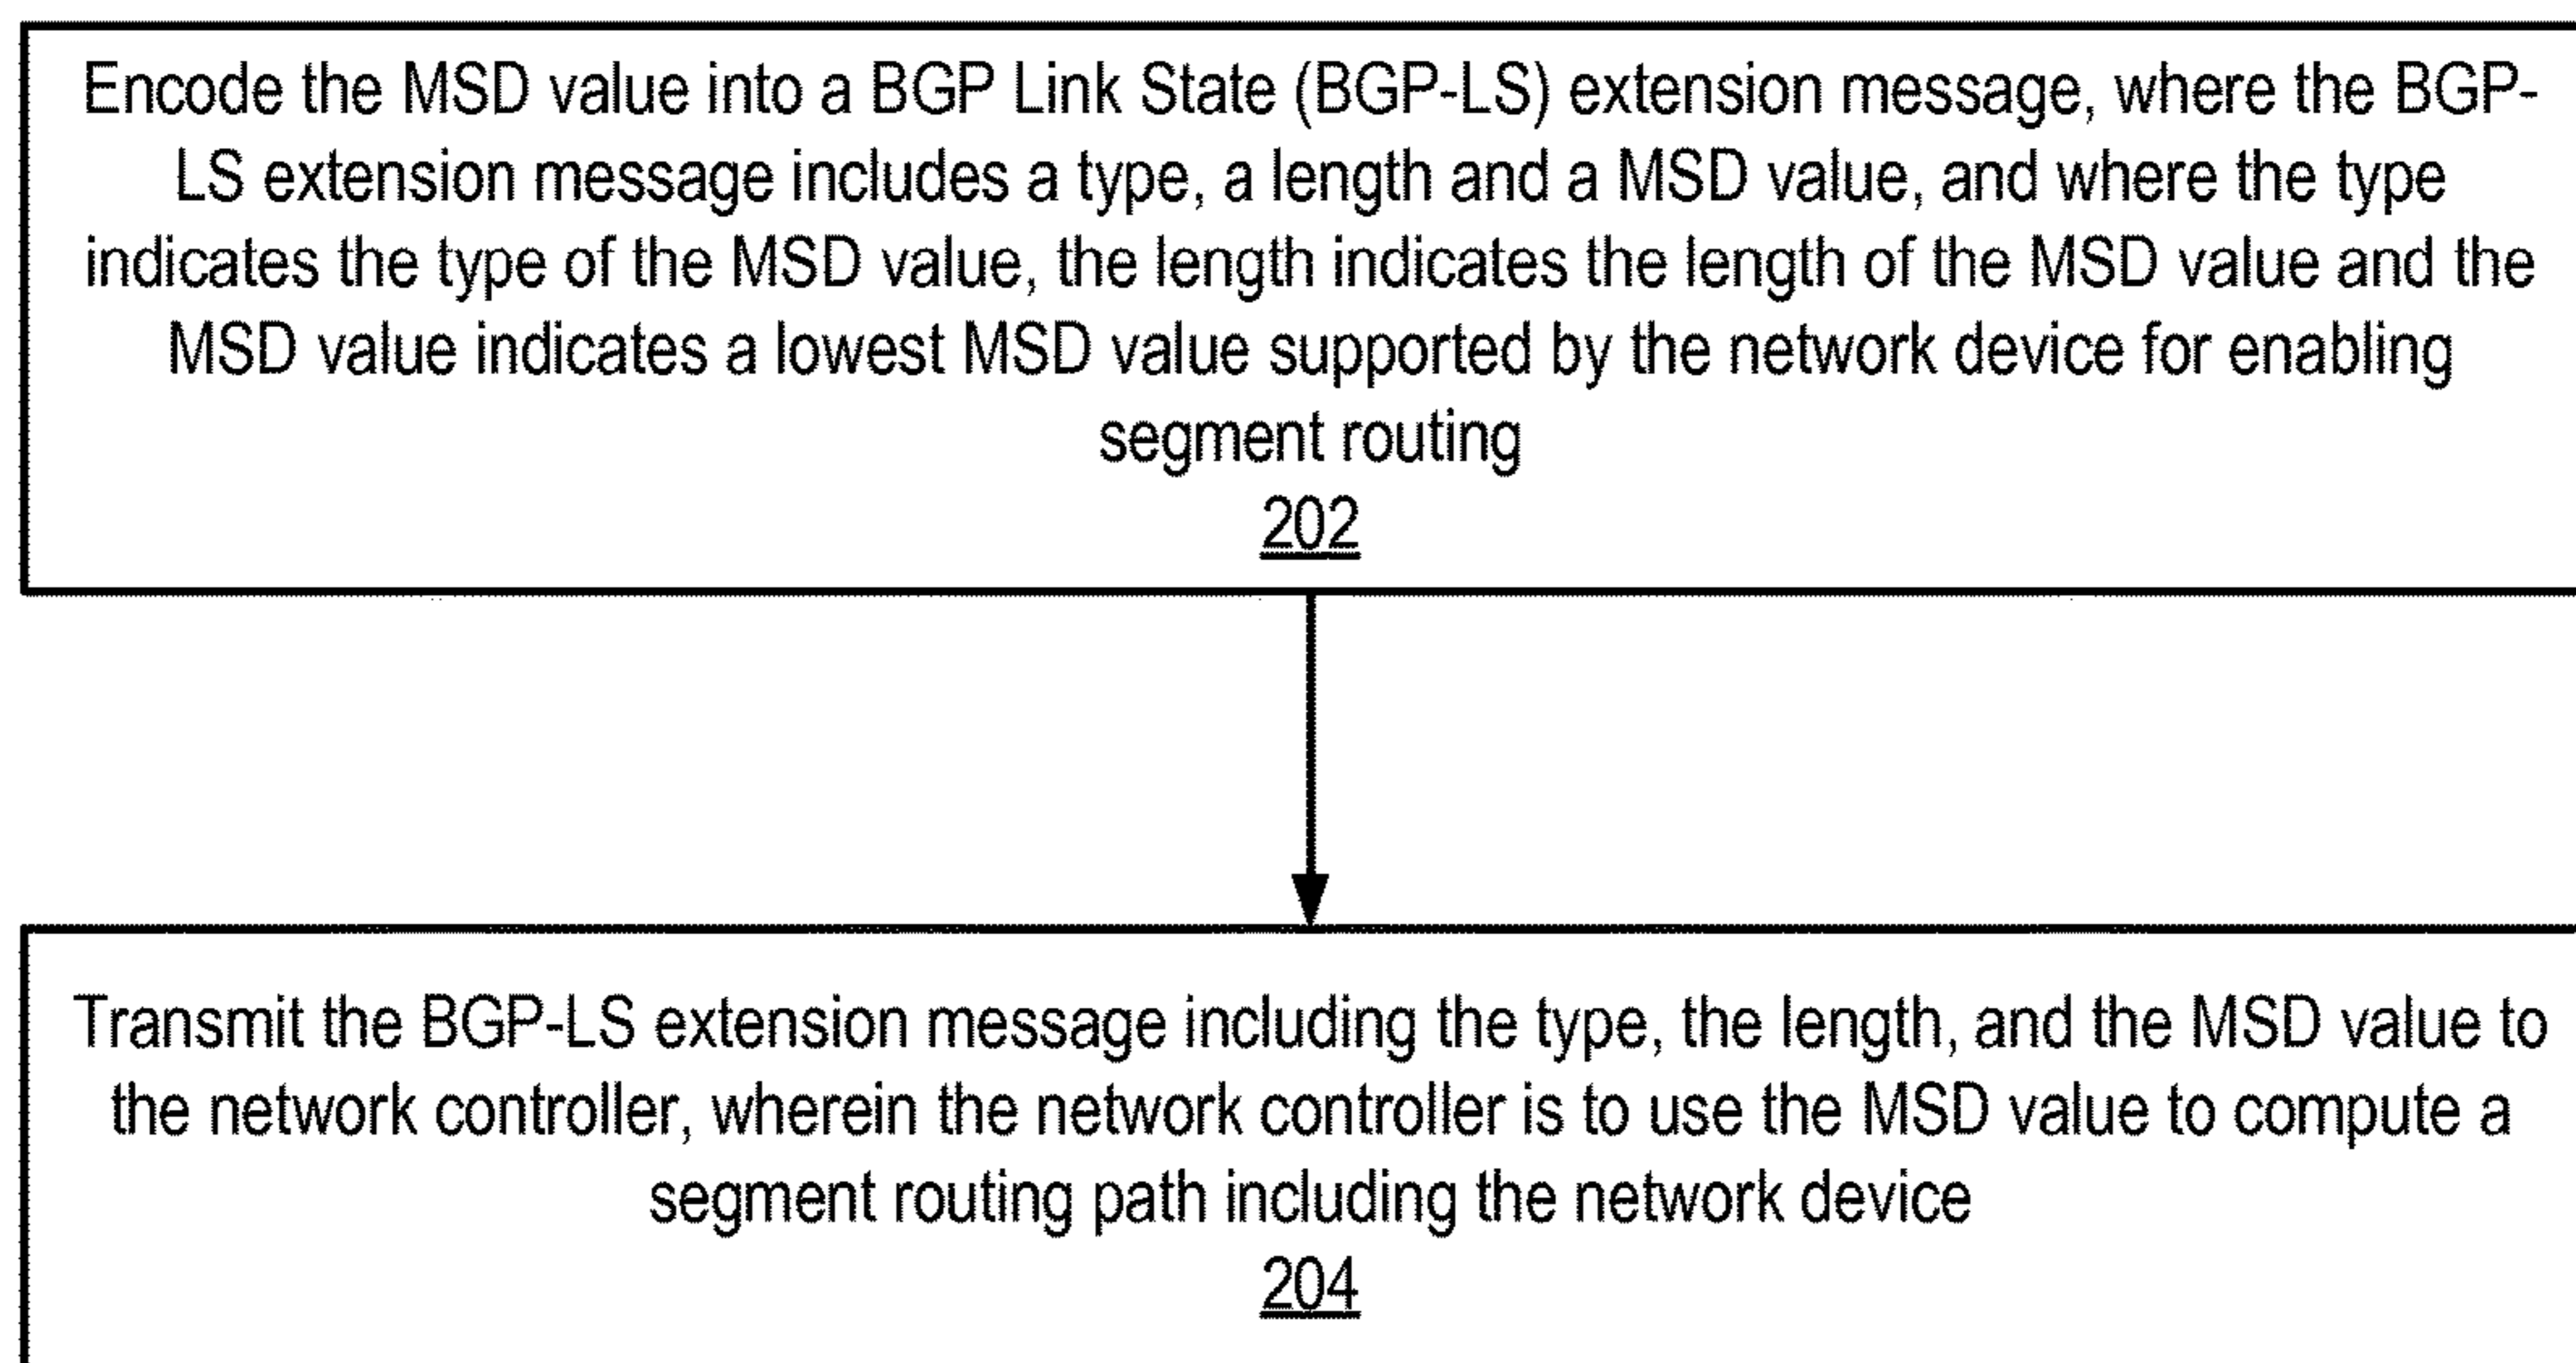 Encode the MSD value into a BGP Link State (BGP-LS) extension message, where the BGP-
LS extension message includes a type, a length and a MSD value, and where the type
indicates the type of the MSD value, the length indicates the length of the MSD value and the
MSD value indicates a lowest MSD value supported by the network device for enabling
segment routing
202
Transmit the BGP-LS extension message including the type, the length, and the MSD value to
the network controller, wherein the network controller is to use the MSD value to compute a
segment routing path including the network device
204